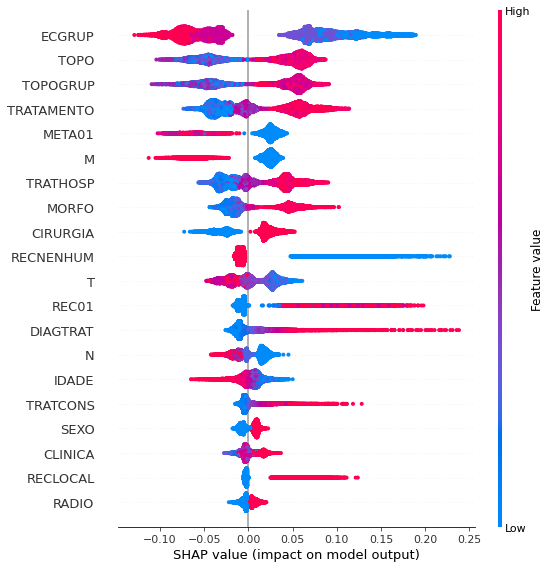 High
ECGRUP
TOPO
TOPOGRUP
TRATAMENTO
META01
M
TRATHOSP
MORFO
CIRURGIA
RECNENHUM
T
REC01
DIAGTRAT
N
IDADE
TRATCONS
SEXO
CLINICA
RECLOCAL
RADIO
Feature value
Low
−0.10 −0.05 0.00 0.05 0.10 0.15 0.20 0.25
SHAP value (impact on model output)